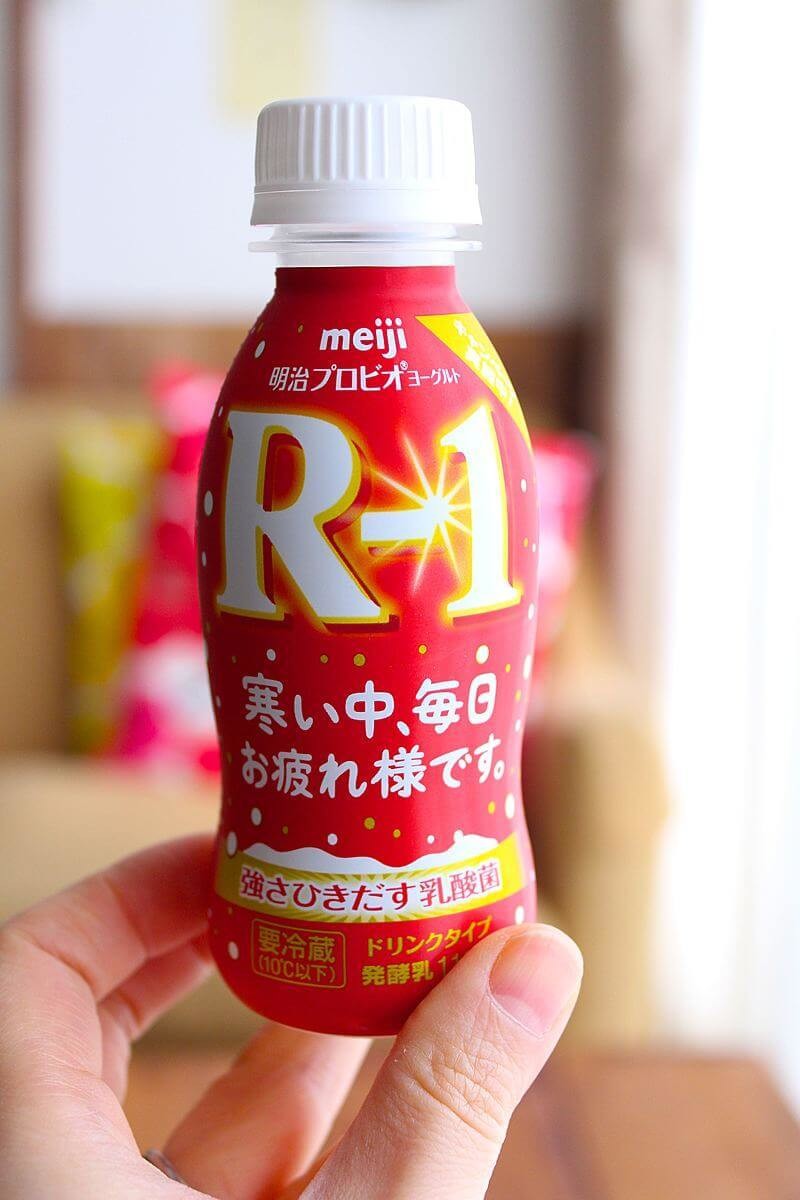 meiji
明治プロビオ®ヨーグルト
R-1
寒い中、毎日
お疲れ様です。
強さひきだす乳酸菌
要冷蔵
(10℃以下)
ドリンクタイプ
発酵乳